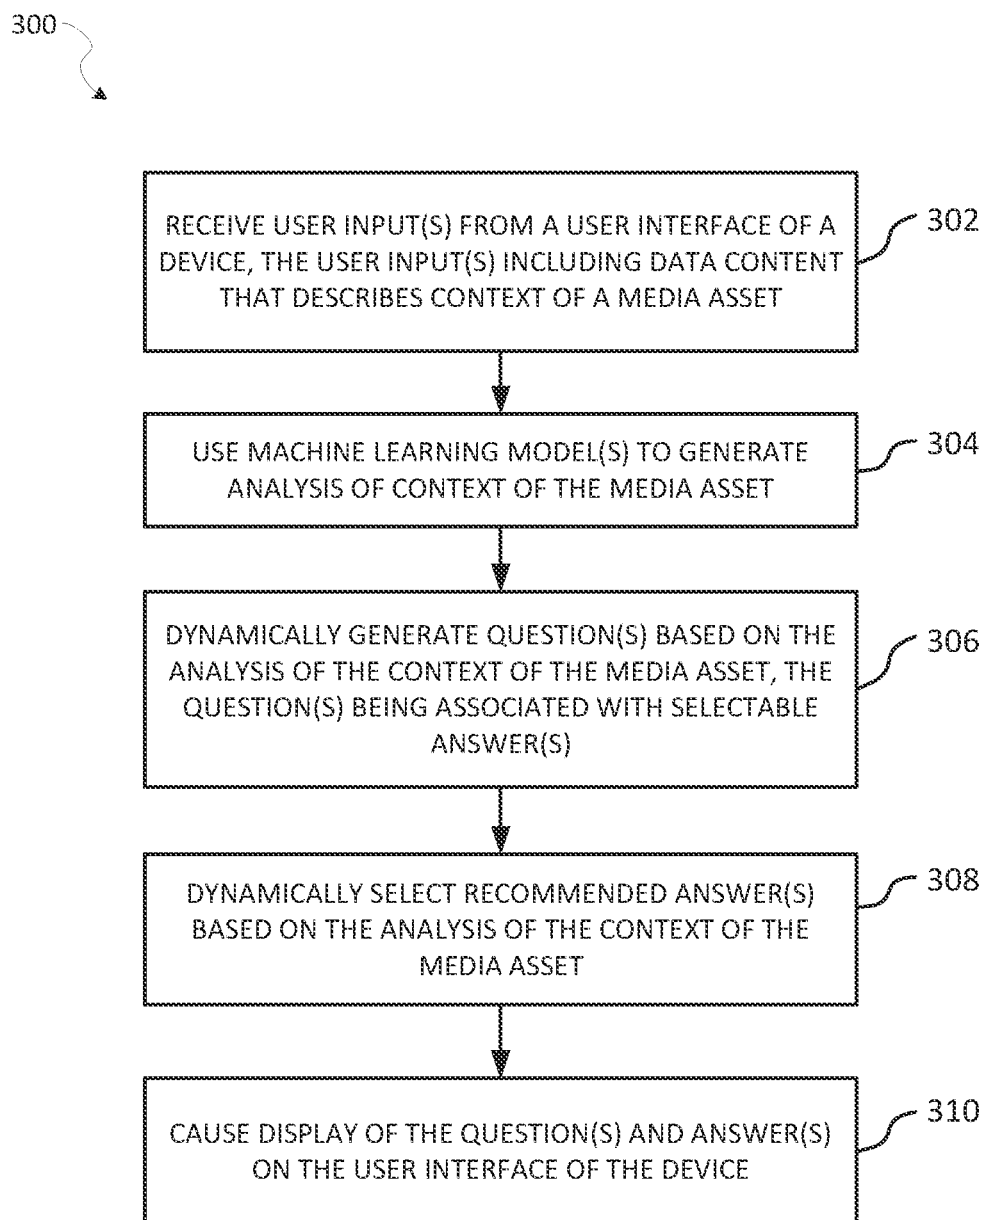 300
RECEIVE USER INPUT(S) FROM A USER INTERFACE OF A
DEVICE, THE USER INPUT(S) INCLUDING DATA CONTENT
THAT DESCRIBES CONTEXT OF A MEDIA ASSET
302
USE MACHINE LEARNING MODEL(S) TO GENERATE
ANALYSIS OF CONTEXT OF THE MEDIA ASSET
304
DYNAMICALLY GENERATE QUESTION(S) BASED ON THE
ANALYSIS OF THE CONTEXT OF THE MEDIA ASSET, THE
QUESTION(S) BEING ASSOCIATED WITH SELECTABLE
ANSWER(S)
306
DYNAMICALLY SELECT RECOMMENDED ANSWER(S)
BASED ON THE ANALYSIS OF THE CONTEXT OF THE
MEDIA ASSET
308
CAUSE DISPLAY OF THE QUESTION(S) AND ANSWER(S)
ON THE USER INTERFACE OF THE DEVICE
310